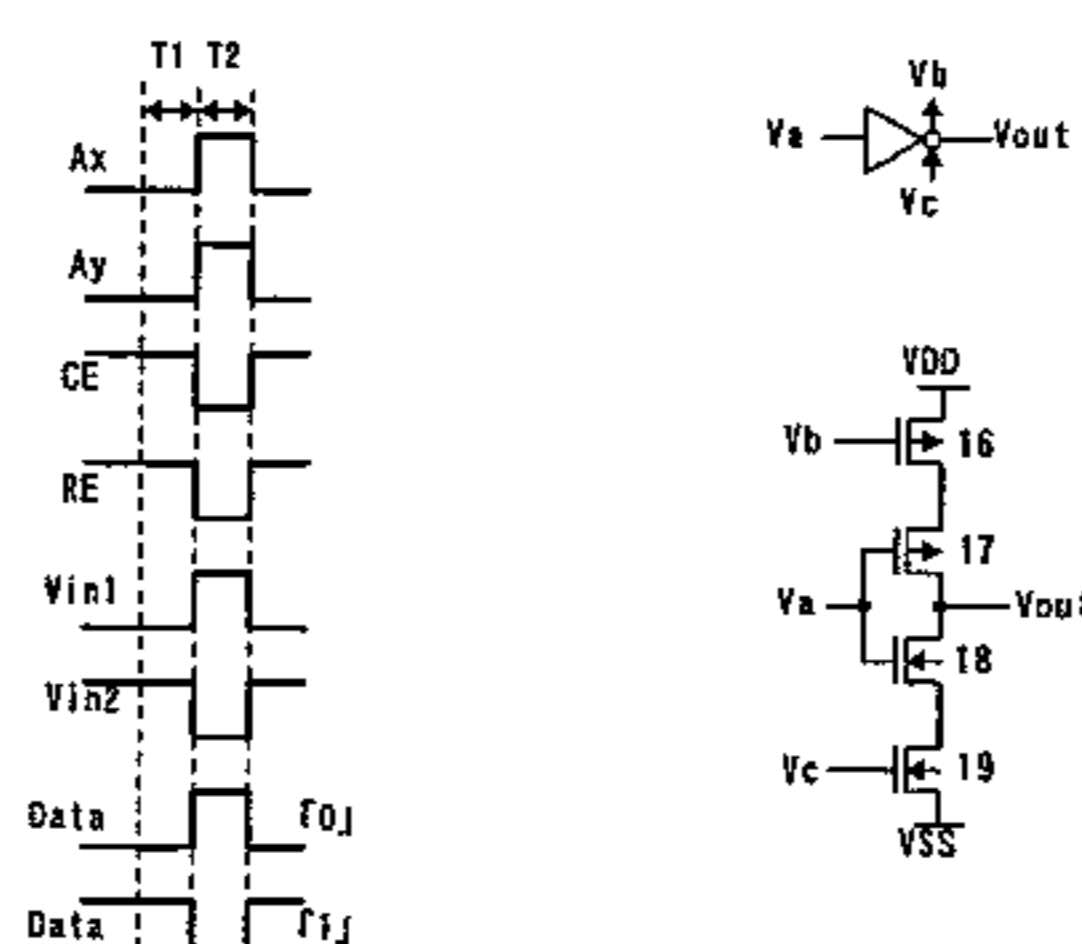 T1 T2
Ax
Ay
CE
RE
Vin1
Vin2
Data 「0」
Data 「1」
Vb
Va Vout
Vc
VDD
Vb 16
17
Va Vout
18
Vc 19
VSS